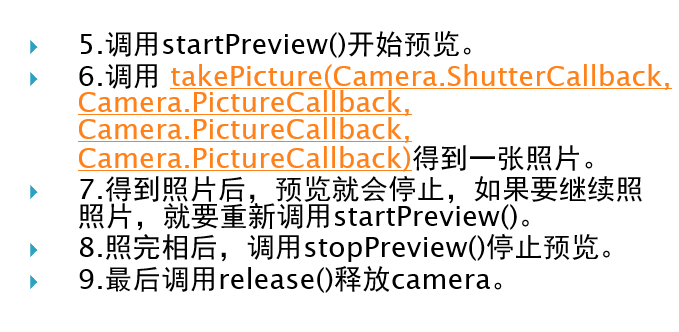 5.调用startPreview()开始预览。
6.调用 takePicture(Camera.ShutterCallback,
Camera.PictureCallback,
Camera.PictureCallback,
Camera.PictureCallback)得到一张照片。
7.得到照片后，预览就会停止，如果要继续照
照片，就要重新调用startPreview()。
8.照完相后，调用stopPreview()停止预览。
9.最后调用release()释放camera。